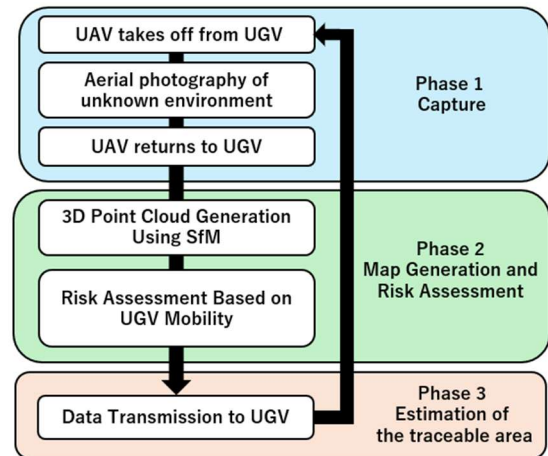 UAV takes off from UGV
Aerial photography of
unknown environment
UAV returns to UGV
Phase 1
Capture
3D Point Cloud Generation
Using SfM
Risk Assessment Based on
UGV Mobility
Phase 2
Map Generation and
Risk Assessment
Data Transmission to UGV
Phase 3
Estimation of
the traceable area